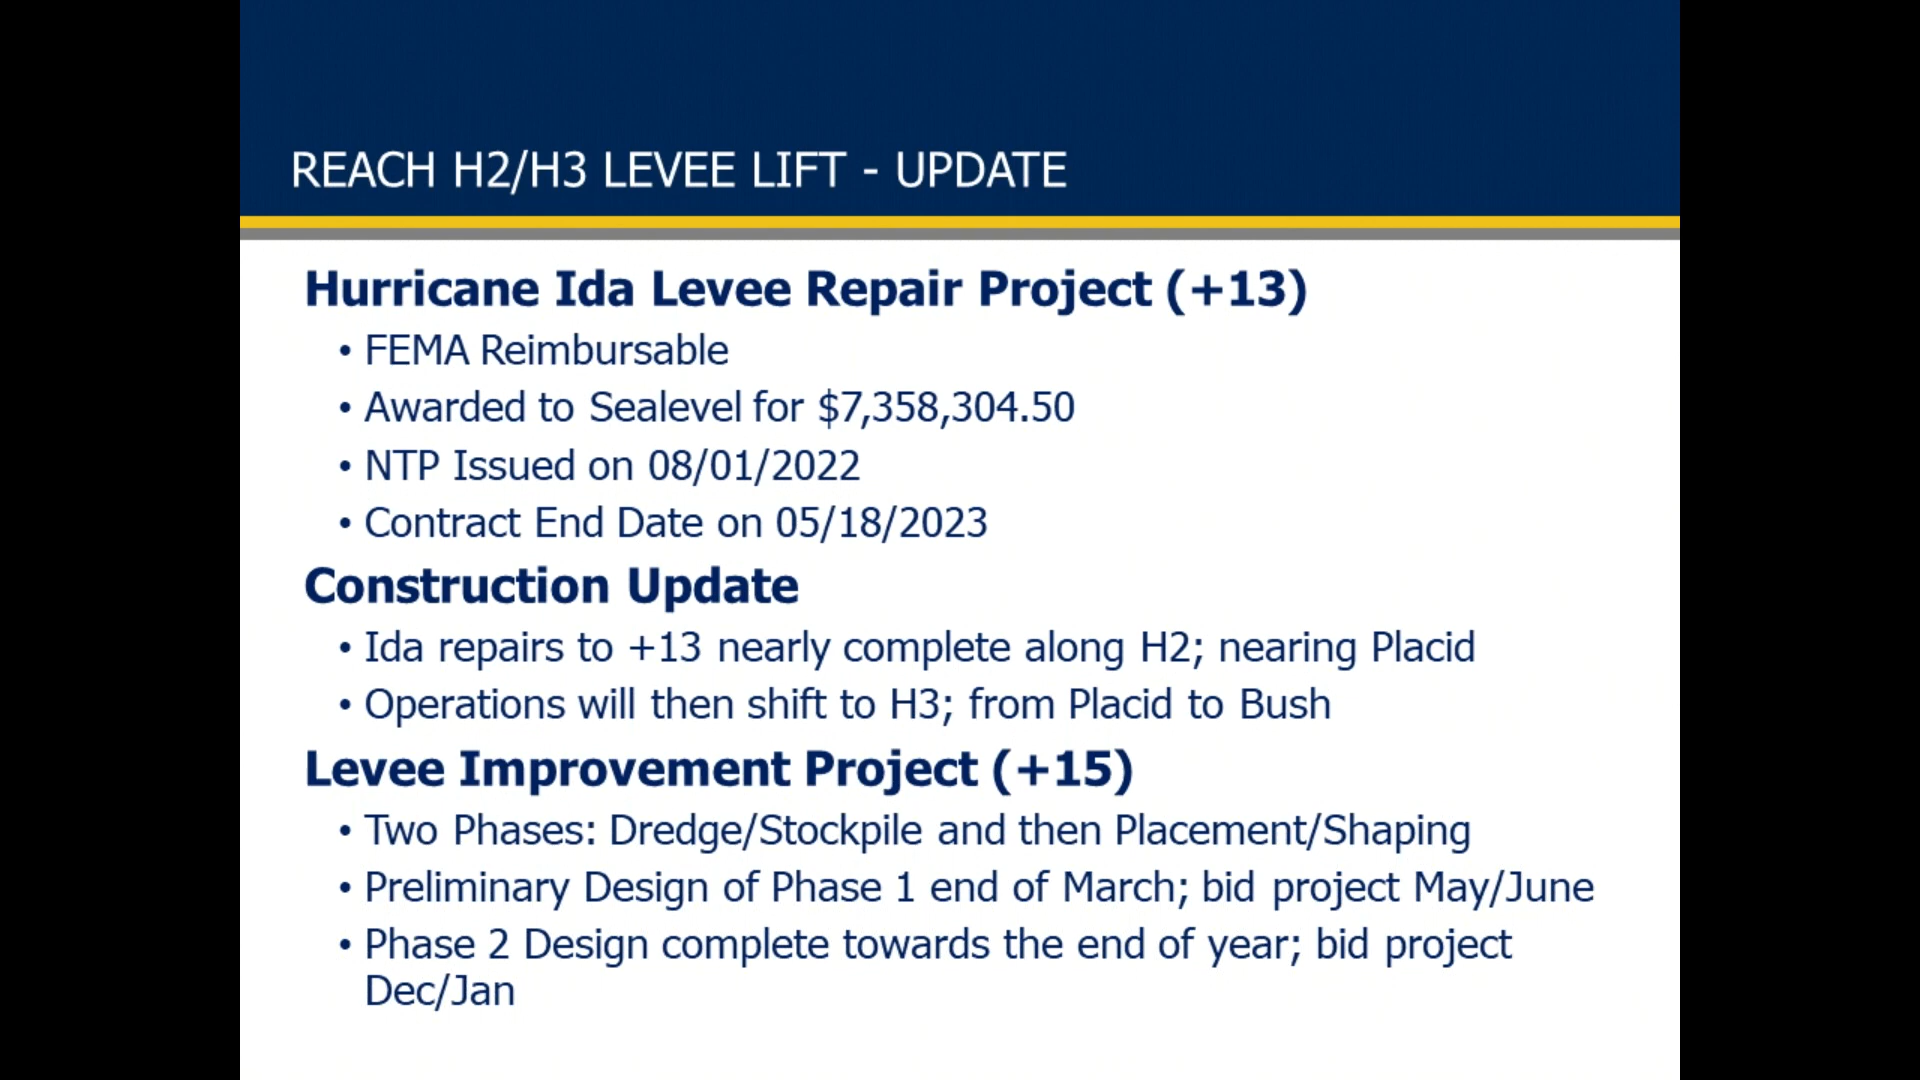 REACH H2/H3 LEVEE LIFT - UPDATE
Hurricane Ida Levee Repair Project (+13)
• FEMA Reimbursable
• Awarded to Sealevel for $7,358,304.50
• NTP Issued on 08/01/2022
• Contract End Date on 05/18/2023
Construction Update
• Ida repairs to +13 nearly complete along H2; nearing Placid
• Operations will then shift to H3; from Placid to Bush
Levee Improvement Project (+15)
• Two Phases: Dredge/Stockpile and then Placement/Shaping
• Preliminary Design of Phase 1 end of March; bid project May/June
• Phase 2 Design complete towards the end of year; bid project
Dec/Jan